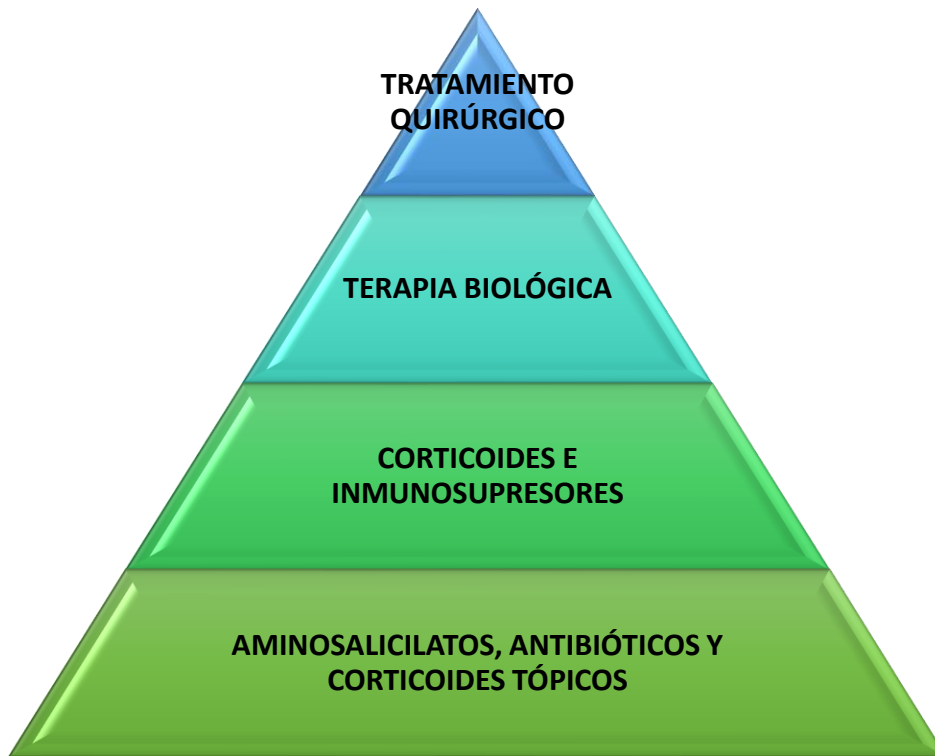 TRATAMIENTO
QUIRÚRGICO
TERAPIA BIOLÓGICA
CORTICOIDES E
INMUNOSUPRESORES
AMINOSALICILATOS, ANTIBIÓTICOS Y
CORTICOIDES TÓPICOS